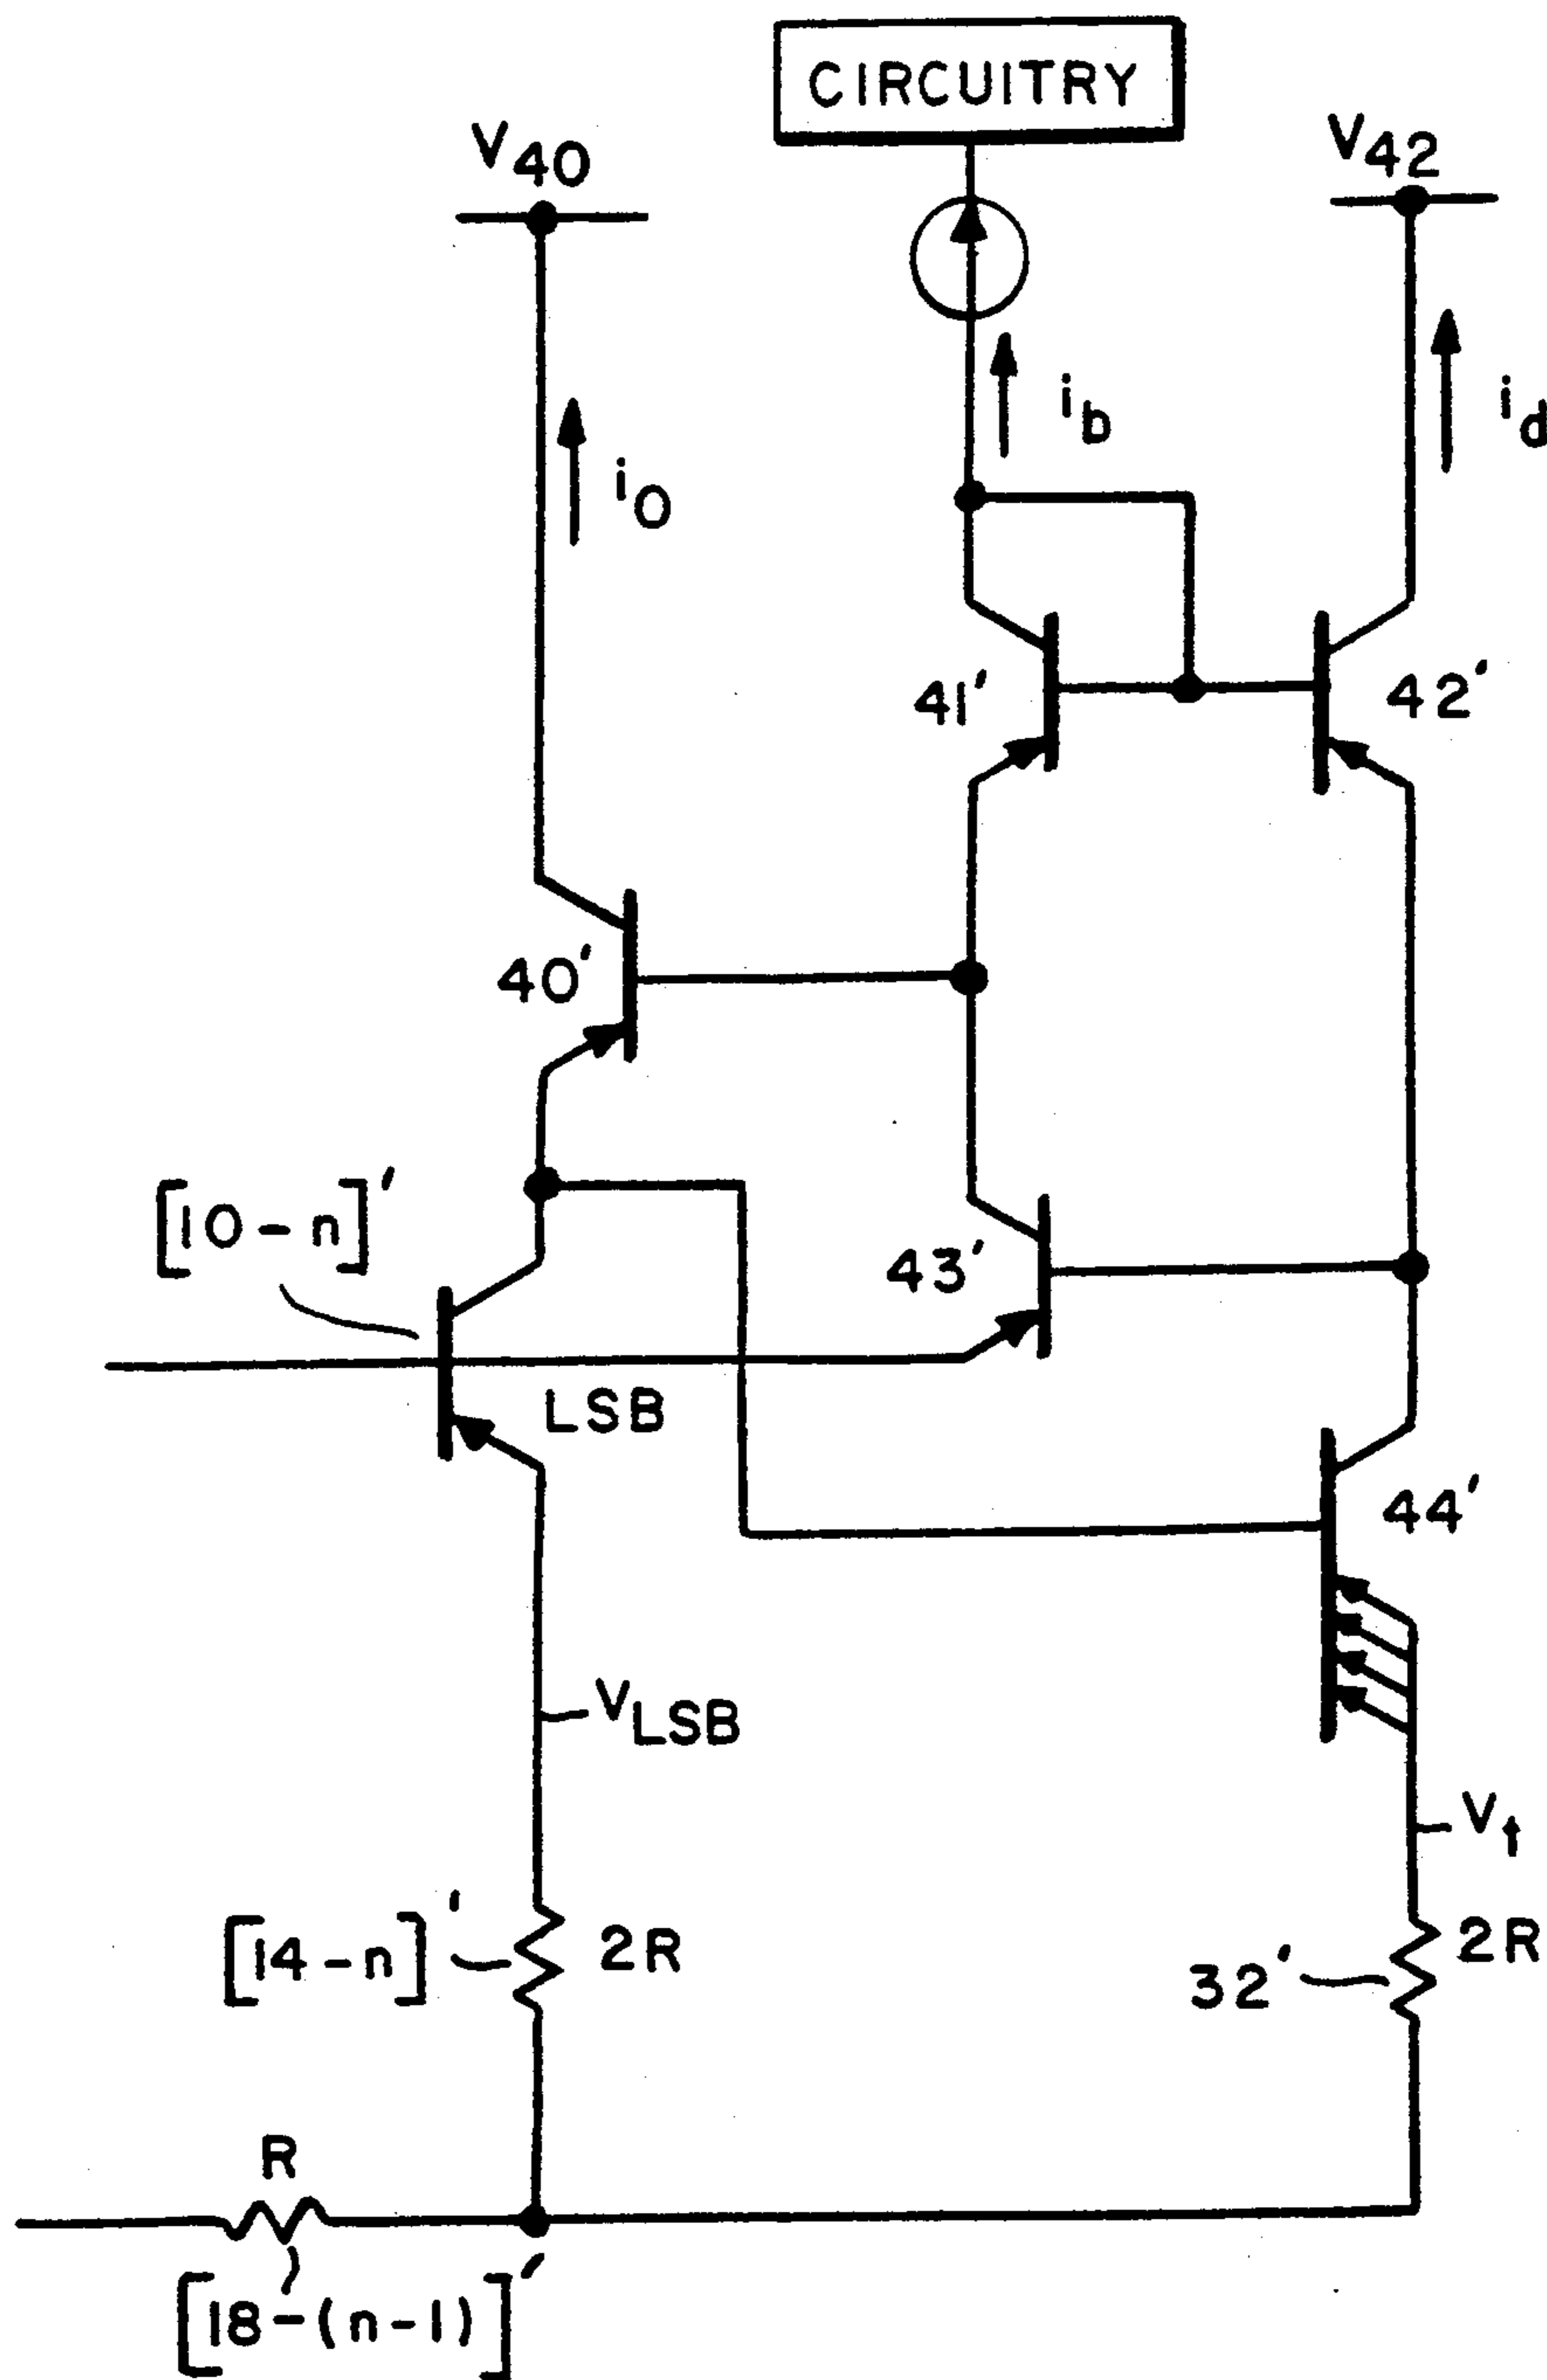 CIRCUITRY
V40
V42
i0
ib
id
41'
42'
40'
[10-n]'
43'
LSB
44'
VLSB
Vt
[14-n]'
2R
32'
2R
R
[18-(n-1)]'